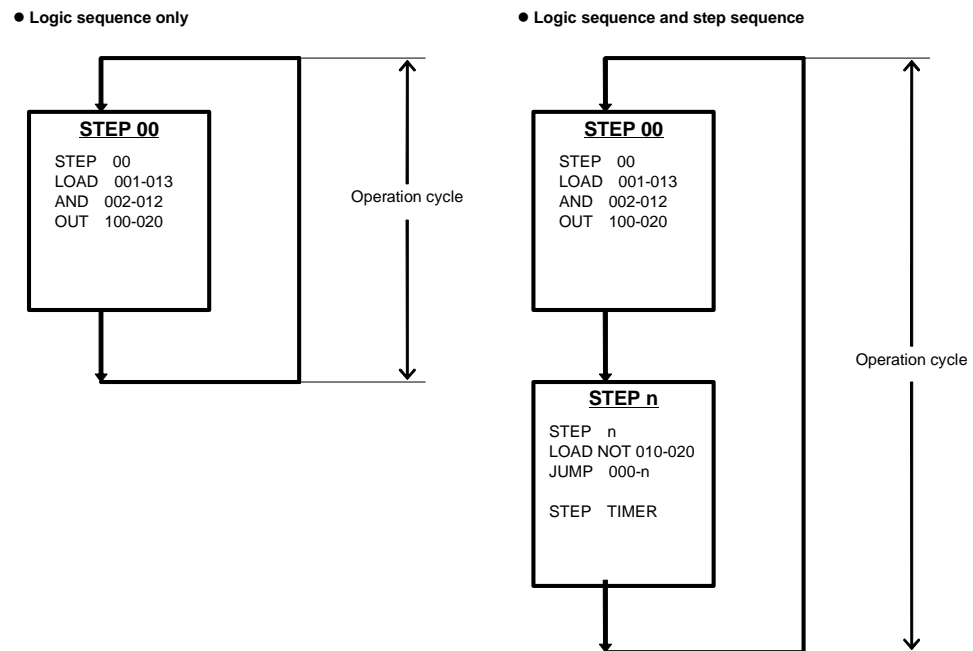 ● Logic sequence only
STEP 00
STEP 00
LOAD 001-013
AND 002-012
OUT 100-020
Operation cycle
● Logic sequence and step sequence
STEP 00
STEP 00
LOAD 001-013
AND 002-012
OUT 100-020
STEP n
STEP n
LOAD NOT 010-020
JUMP 000-n
STEP TIMER
Operation cycle